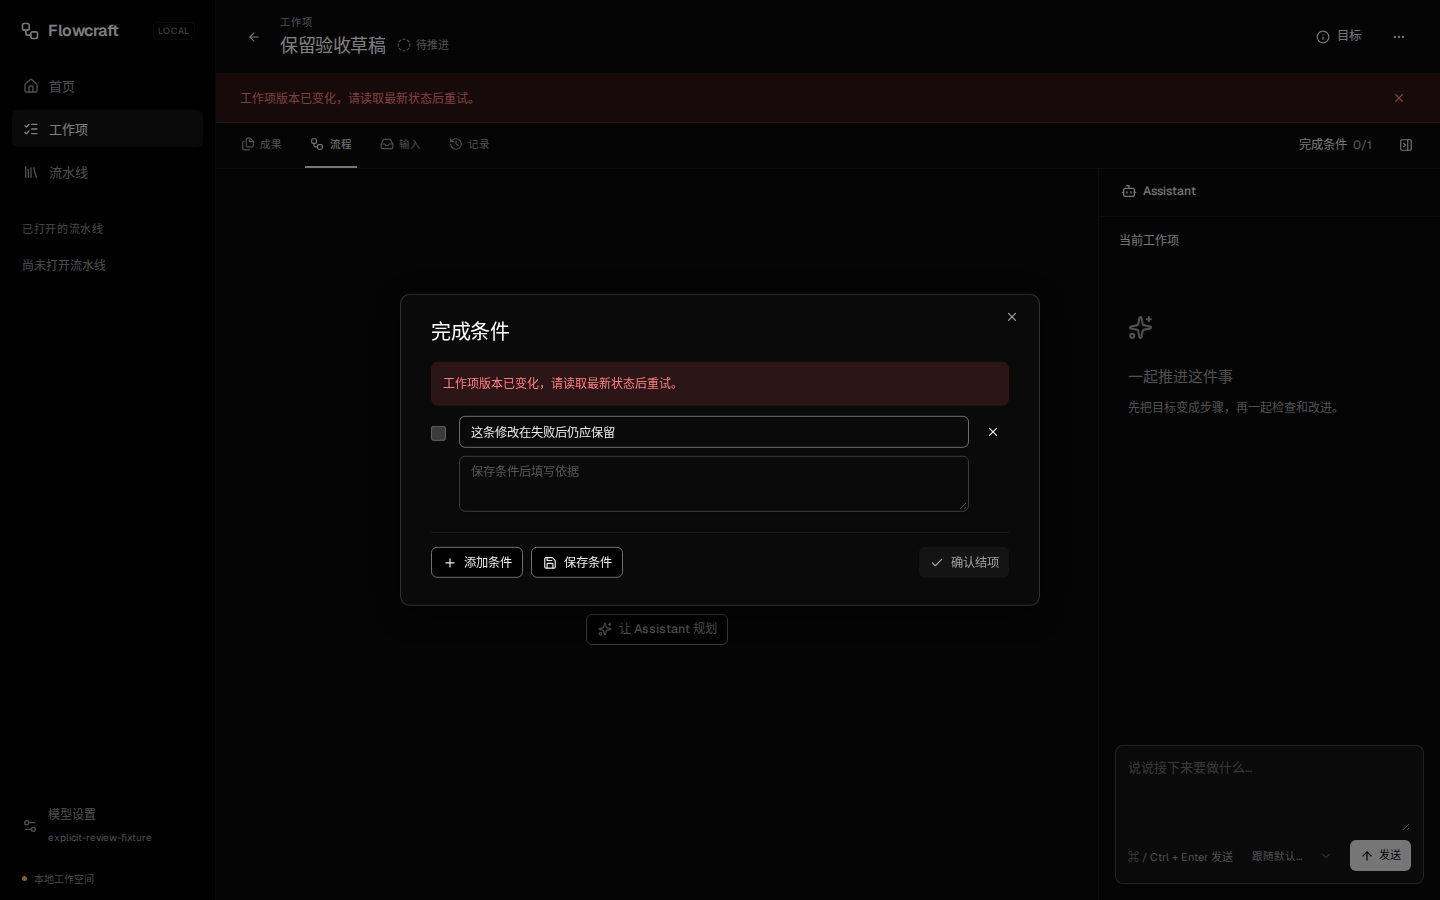 Flowcraft
LOCAL
首页
工作项
流水线
已打开的流水线
尚未打开流水线
模型设置
explicit-review-fixture
本地工作空间
工作项
保留验收草稿
待推进
目标
工作项版本已变化，请读取最新状态后重试。
成果
流程
输入
记录
完成条件 0/1
Assistant
当前工作项
一起推进这件事
先把目标变成步骤，再一起检查和改进。
完成条件
工作项版本已变化，请读取最新状态后重试。
这条修改在失败后仍应保留
保存条件后填写依据
添加条件
保存条件
确认结项
让 Assistant 规划
说说接下来要做什么...
⌘ / Ctrl + Enter 发送
跟随默认...
发送